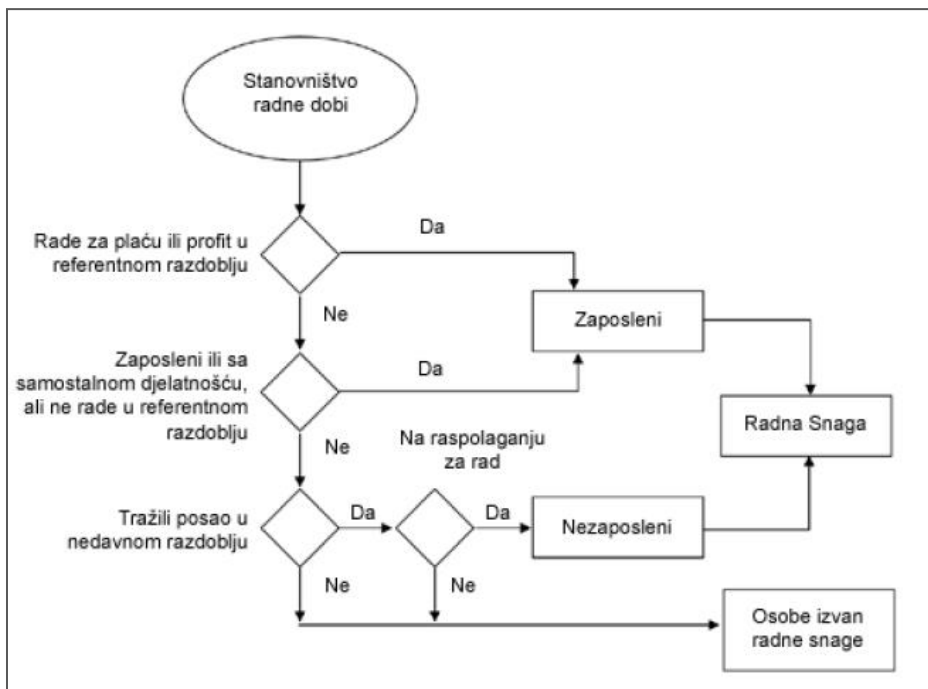 Stanovništvo
radne dobi
Rade za plaću ili profit u
referentnom razdoblju
Da
Ne
Zaposleni
Zaposleni ili sa
samostalnom djelatnošću,
ali ne rade u referentnom
razdoblju
Da
Ne
Radna Snaga
Na raspolaganju
za rad
Tražili posao u
nedavnom razdoblju
Da
Da
Nezaposleni
Ne
Ne
Osobe izvan
radne snage